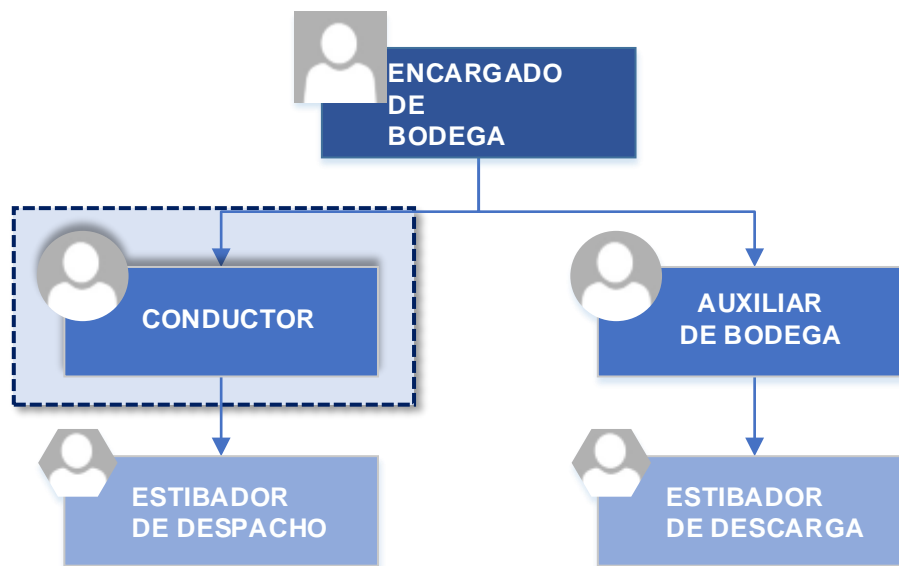 ENCARGADO
DE
BODEGA
CONDUCTOR
AUXILIAR
DE BODEGA
ESTIBADOR
DE DESPACHO
ESTIBADOR
DE DESCARGA